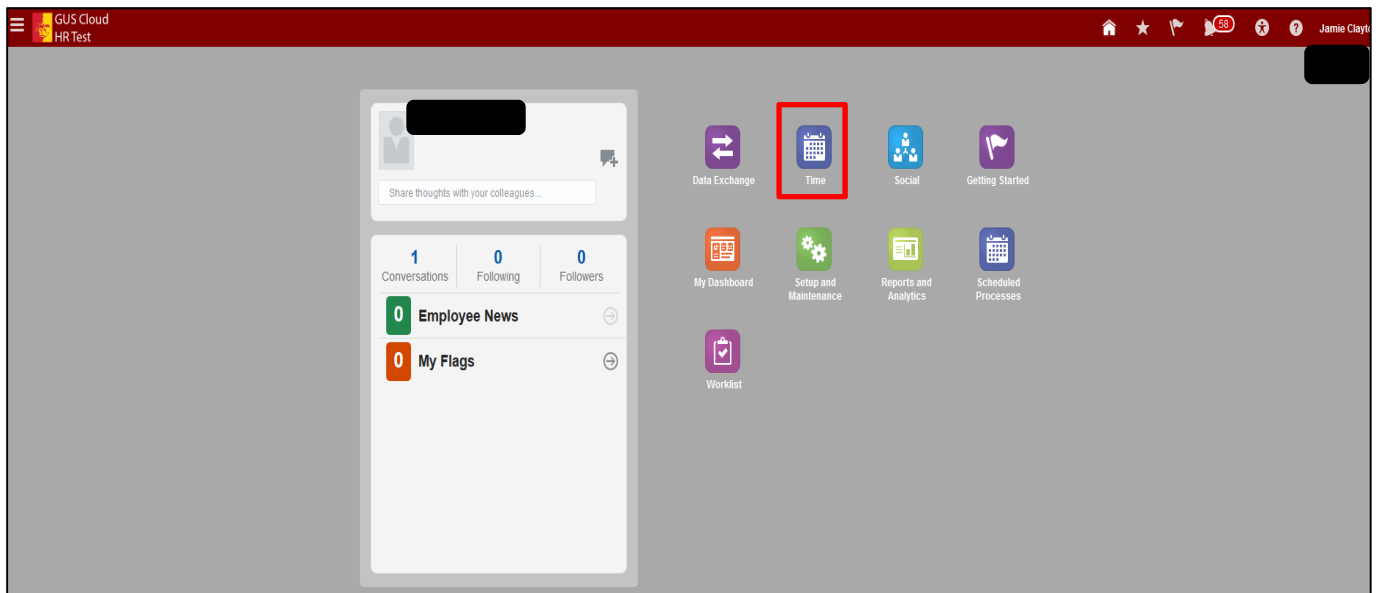 GUS Cloud
HR Test
58
Jamie Clayt
Share thoughts with your colleagues...
1
0
0
Conversations
Following
Followers
0 Employee News
0 My Flags
Data Exchange
Time
Social
Getting Started
My Dashboard
Setup and
Maintenance
Reports and
Analytics
Scheduled
Processes
Worklist